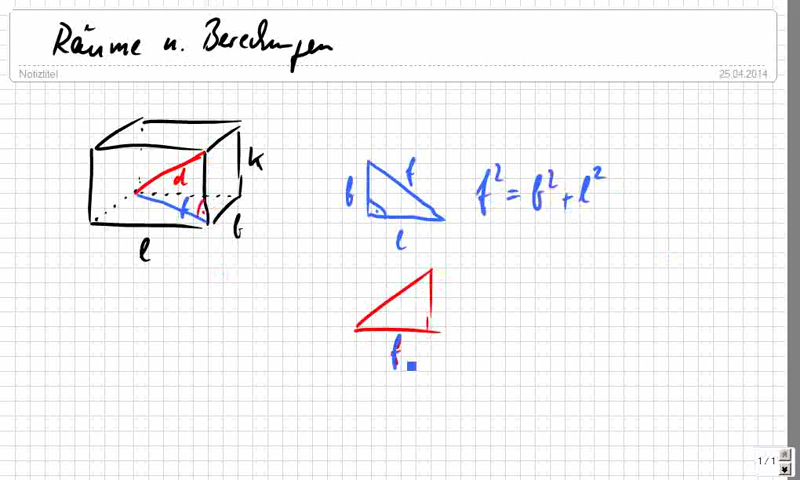 Räume u. Berechnungen
Notiztitel
25.04.2014
k
d
f
b
l
f
b
f² = b² + l²
l
f
1/1